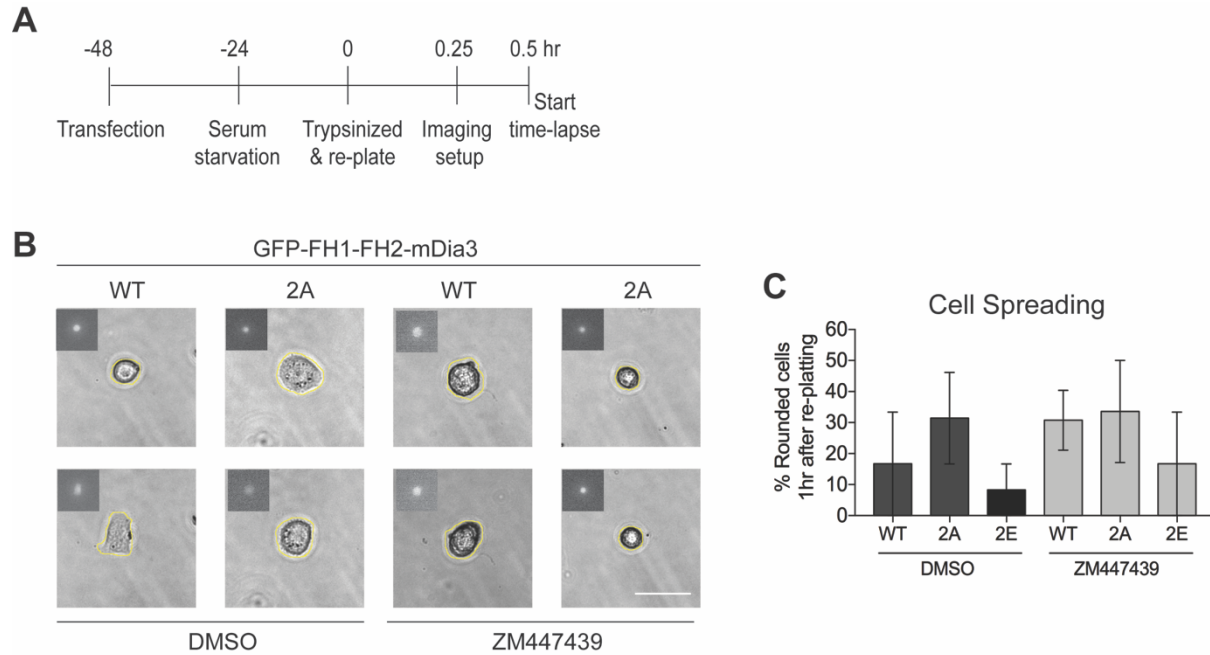 A
-48 -24 0 0.25 0.5 hr
Transfection Serum starvation Trypsinized & re-plate Imaging setup Start time-lapse
B
GFP-FH1-FH2-mDia3
WT 2A WT 2A
DMSO ZM447439
C
Cell Spreading
% Rounded cells
1hr after re-platting
60
50
40
30
20
10
0
WT 2A 2E WT 2A 2E
DMSO ZM447439